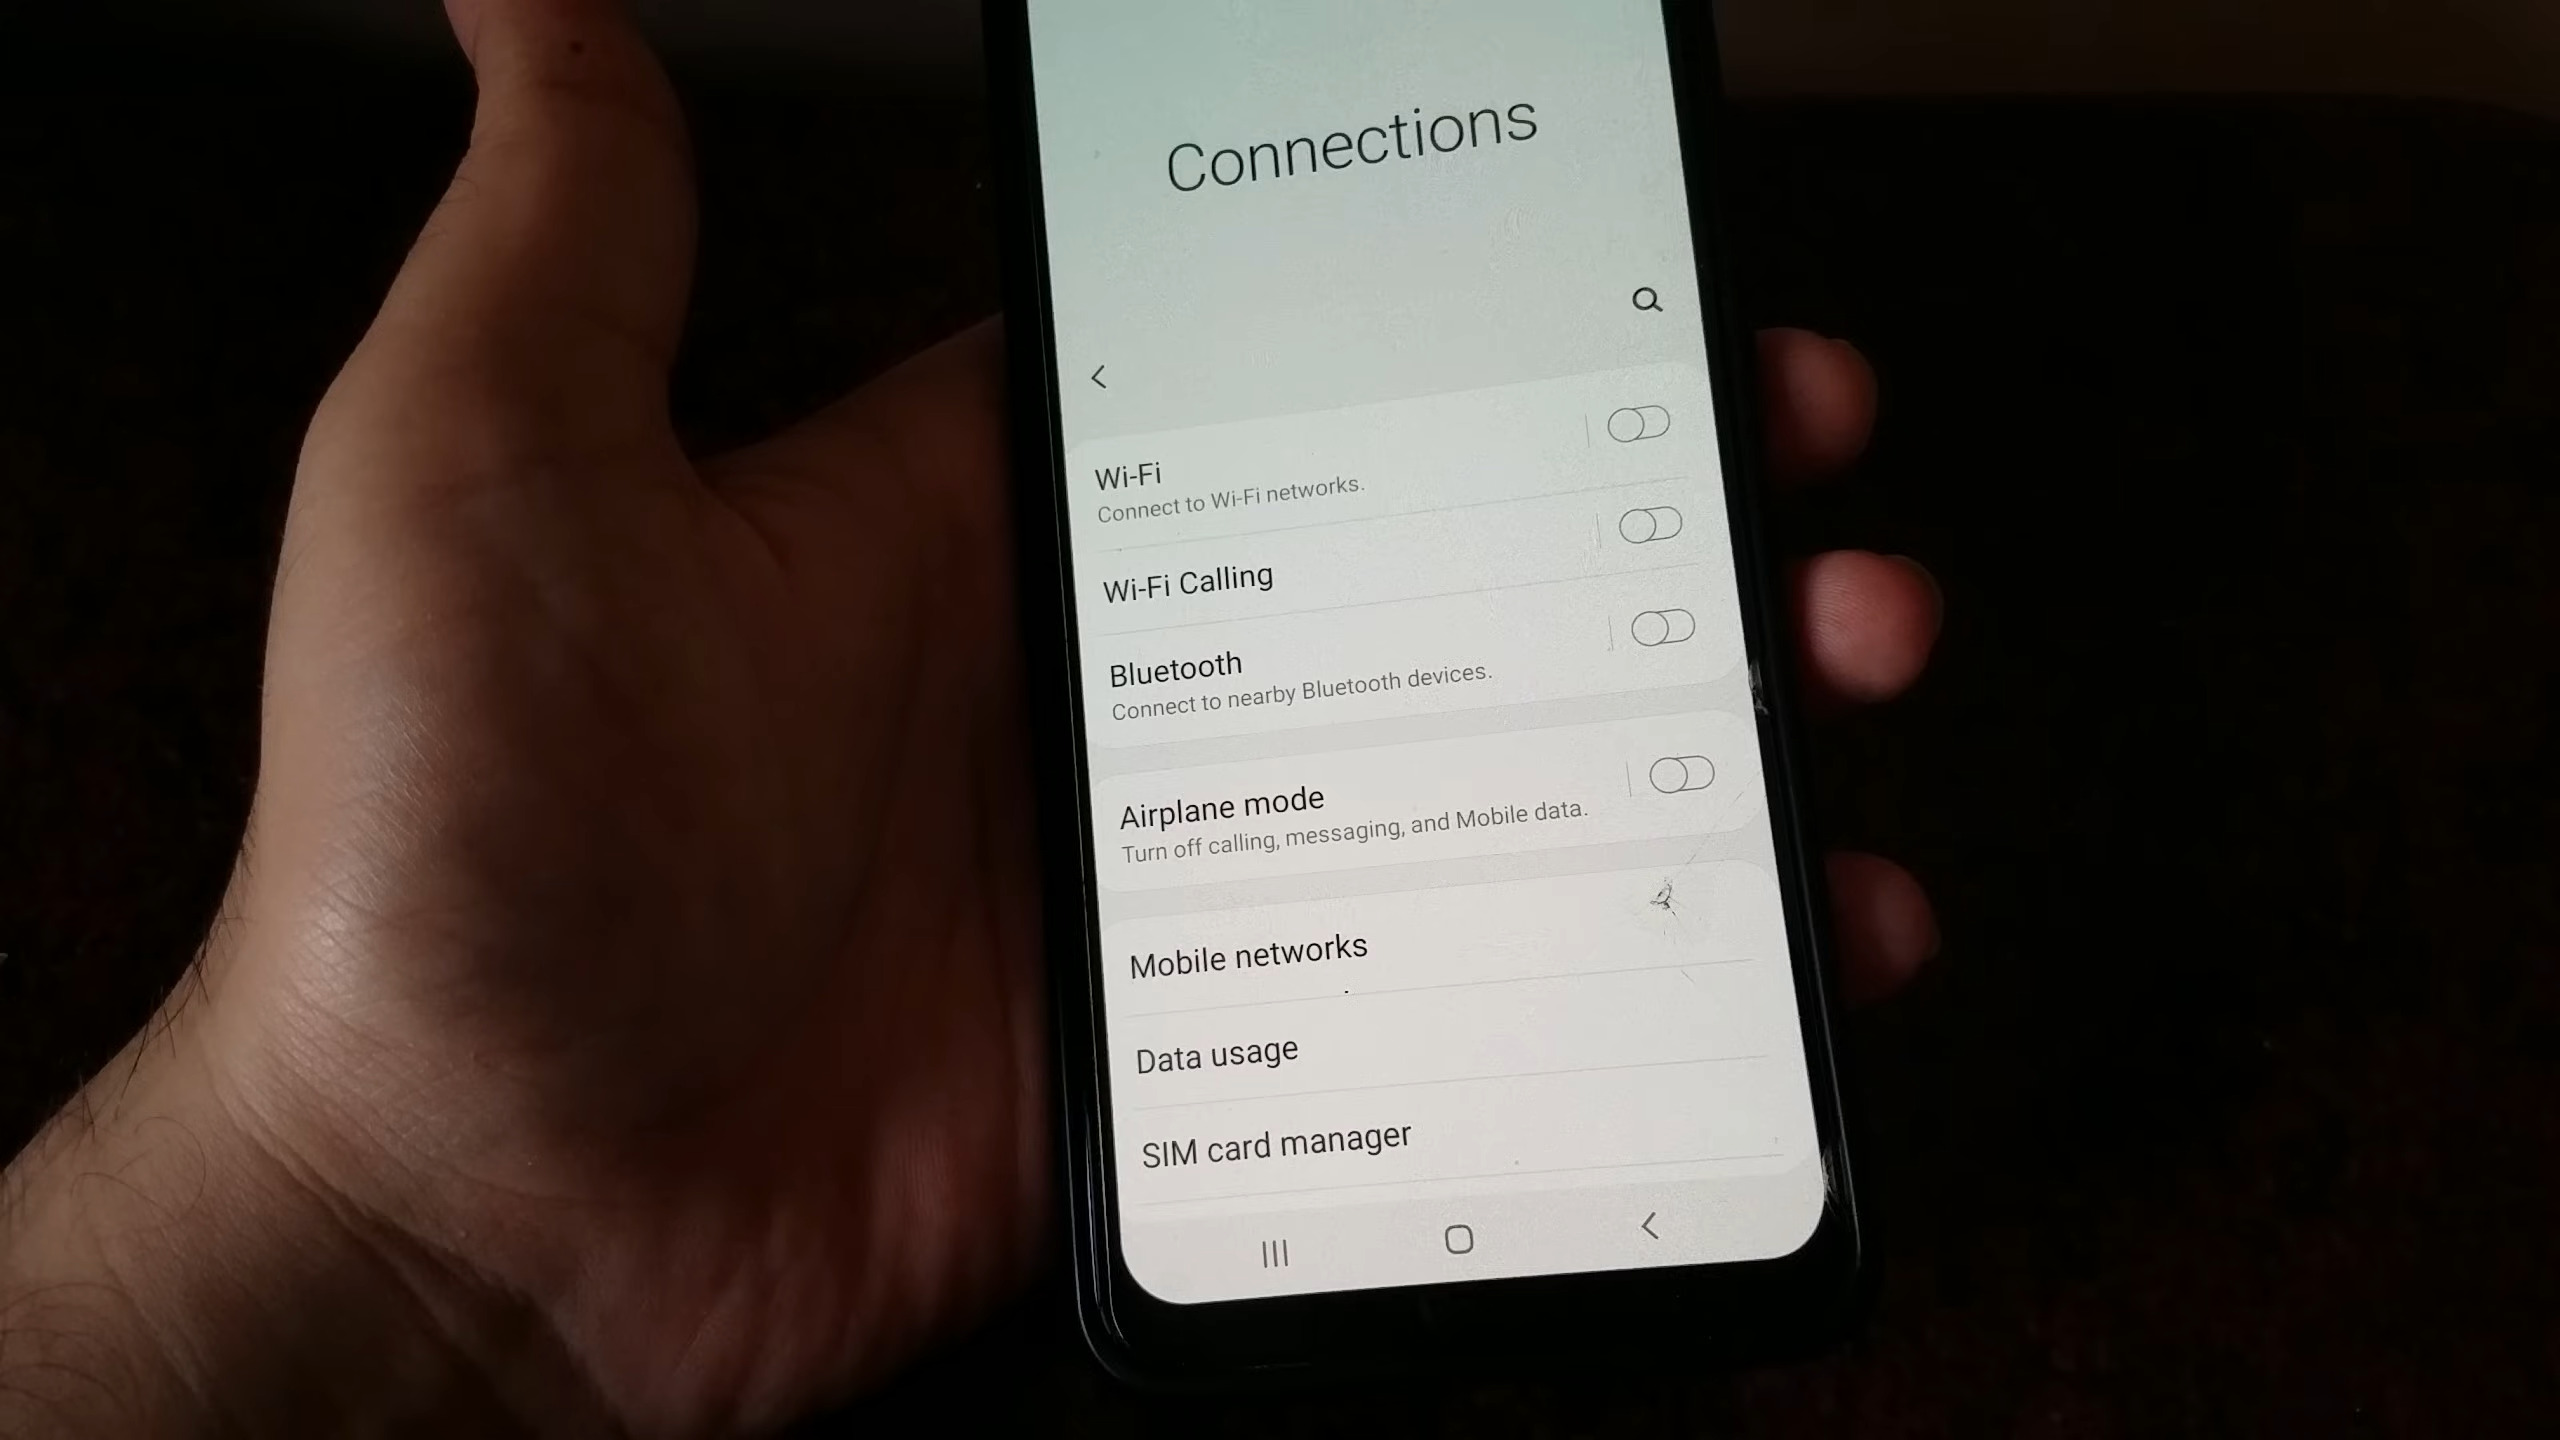 Connections
Wi-Fi
Connect to Wi-Fi networks.
Wi-Fi Calling
Bluetooth
Connect to nearby Bluetooth devices.
Airplane mode
Turn off calling, messaging, and Mobile data.
Mobile networks
Data usage
SIM card manager